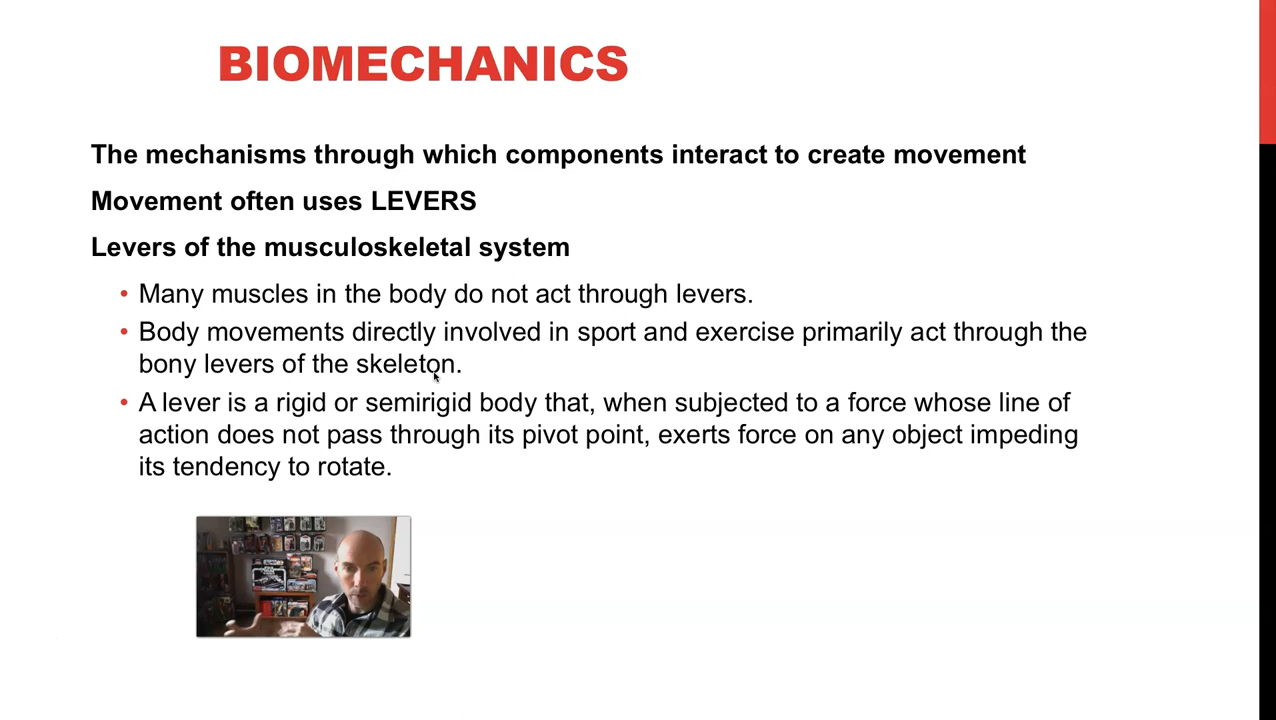 BIOMECHANICS
The mechanisms through which components interact to create movement
Movement often uses LEVERS
Levers of the musculoskeletal system
• Many muscles in the body do not act through levers.
• Body movements directly involved in sport and exercise primarily act through the
bony levers of the skeleton.
• A lever is a rigid or semirigid body that, when subjected to a force whose line of
action does not pass through its pivot point, exerts force on any object impeding
its tendency to rotate.